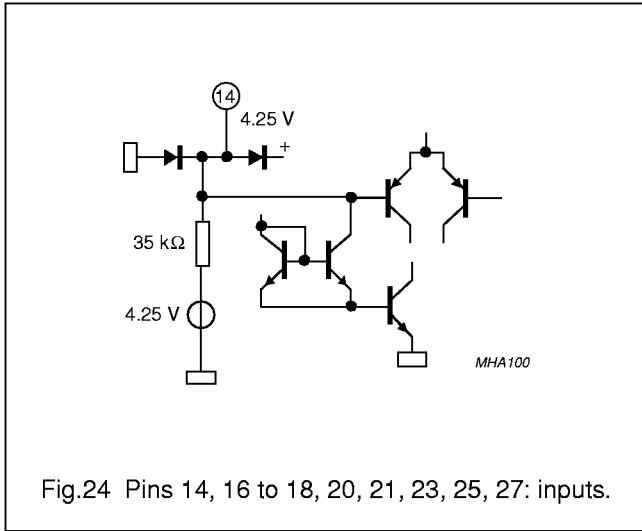 14
4.25 V
+
35 kΩ
4.25 V
MHA100
Fig.24 Pins 14, 16 to 18, 20, 21, 23, 25, 27: inputs.